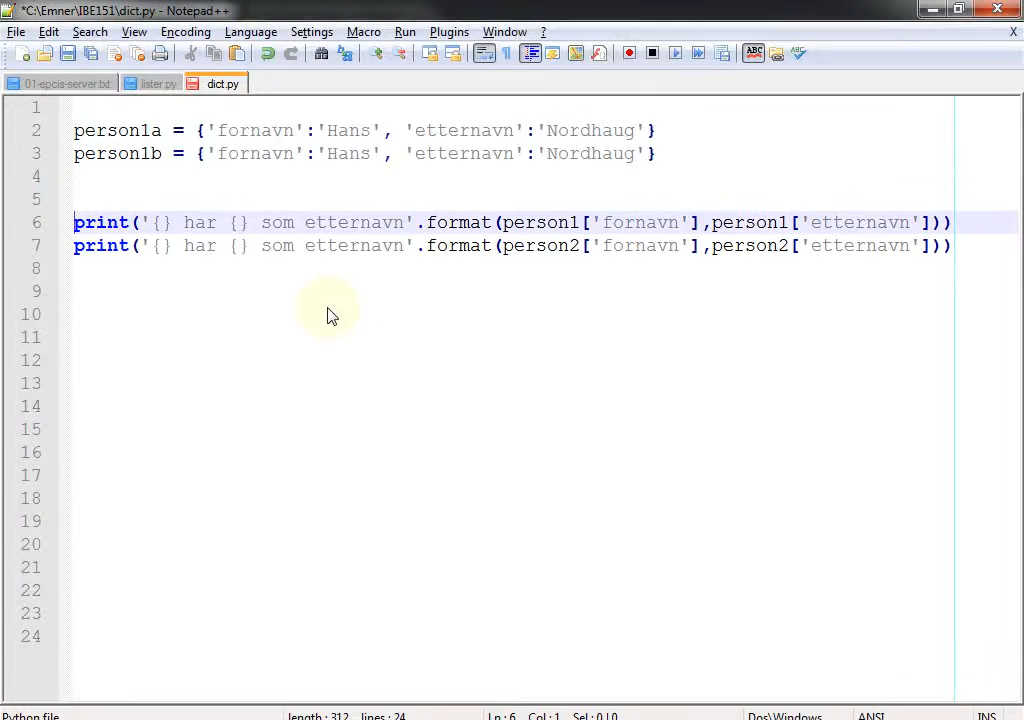 *C:\Emner\IBE151\dict.py - Notepad++
File Edit Search View Encoding Language Settings Macro Run Plugins Window ? X
01-epcis-server.txt lister.py dict.py
1
2 person1a = {'fornavn':'Hans', 'etternavn':'Nordhaug'}
3 person1b = {'fornavn':'Hans', 'etternavn':'Nordhaug'}
4
5
6 print('{} har {} som etternavn'.format(person1['fornavn'],person1['etternavn']))
7 print('{} har {} som etternavn'.format(person2['fornavn'],person2['etternavn']))
8
9
10
11
12
13
14
15
16
17
18
19
20
21
22
23
24
Python file length : 312 lines : 24 Ln : 6 Col : 1 Sel : 0 | 0 Dos\Windows ANSI INS